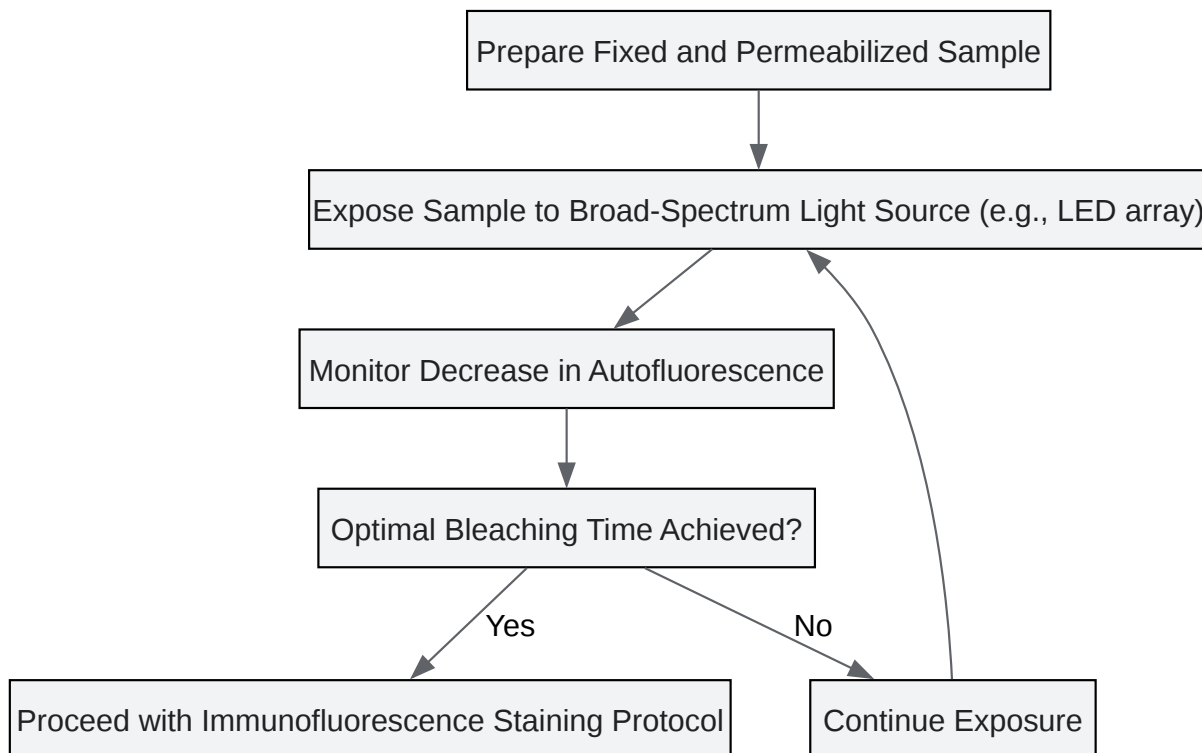 Prepare Fixed and Permeabilized Sample
Expose Sample to Broad-Spectrum Light Source (e.g., LED array)
Monitor Decrease in Autofluorescence
Optimal Bleaching Time Achieved?
Yes
No
Proceed with Immunofluorescence Staining Protocol
Continue Exposure